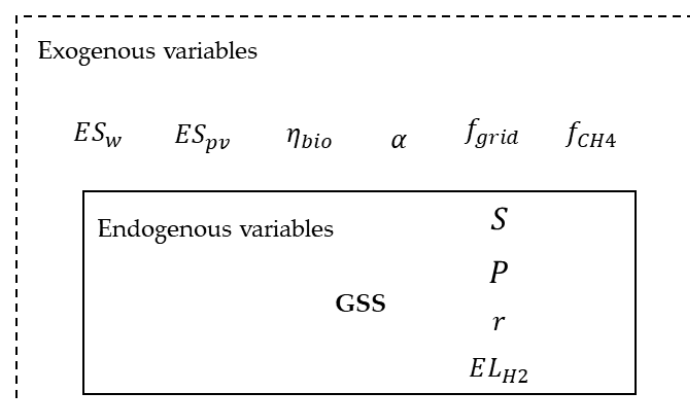 Exogenous variables
ES_w ES_pv η_bio α f_grid f_CH4
Endogenous variables
S
P
GSS
r
EL_H2